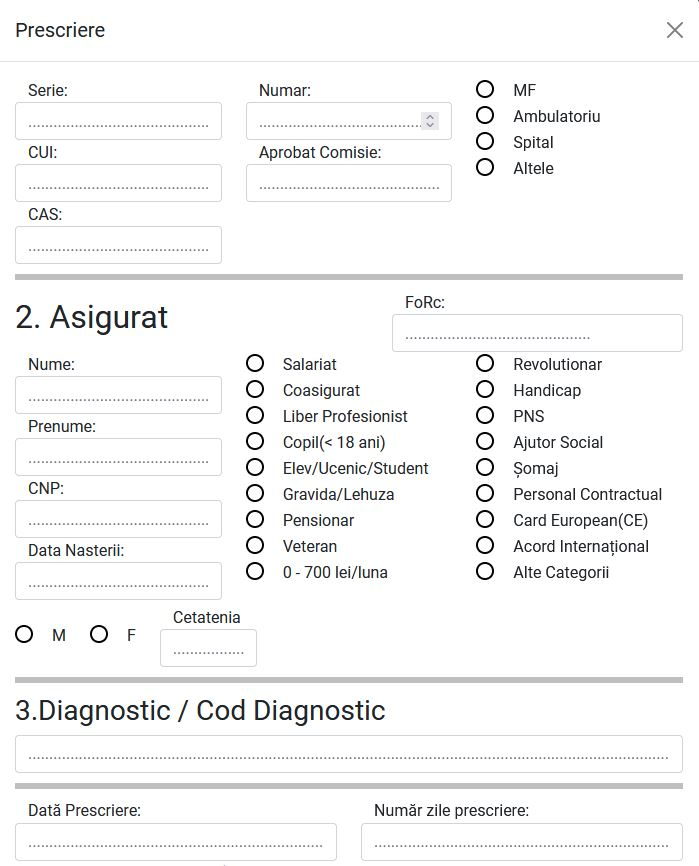 Prescriere
Serie:
Numar:
MF
Ambulatoriu
Spital
Altele
CUI:
Aprobat Comisie:
CAS:
2. Asigurat
FoRc:
Nume:
Prenume:
CNP:
Data Nasterii:
Salariat
Coasigurat
Liber Profesionist
Copil(< 18 ani)
Elev/Ucenic/Student
Gravida/Lehuza
Pensionar
Veteran
0 - 700 lei/luna
Revolutionar
Handicap
PNS
Ajutor Social
Șomaj
Personal Contractual
Card European(CE)
Acord Internațional
Alte Categorii
M
F
Cetatenia
3.Diagnostic / Cod Diagnostic
Dată Prescriere:
Număr zile prescriere: